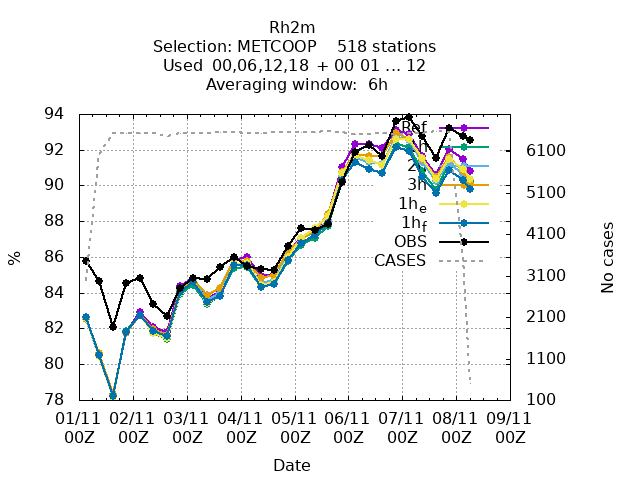 Rh2m
Selection: METCOOP 518 stations
Used 00,06,12,18 + 00 01 ... 12
Averaging window: 6h
94
92
90
88
86
84
82
80
78
%
6100
5100
4100
3100
2100
1100
100
No cases
Ref
h
2
3h
1he
1hf
OBS
CASES
01/11 02/11 03/11 04/11 05/11 06/11 07/11 08/11 09/11
00Z 00Z 00Z 00Z 00Z 00Z 00Z 00Z 00Z
Date